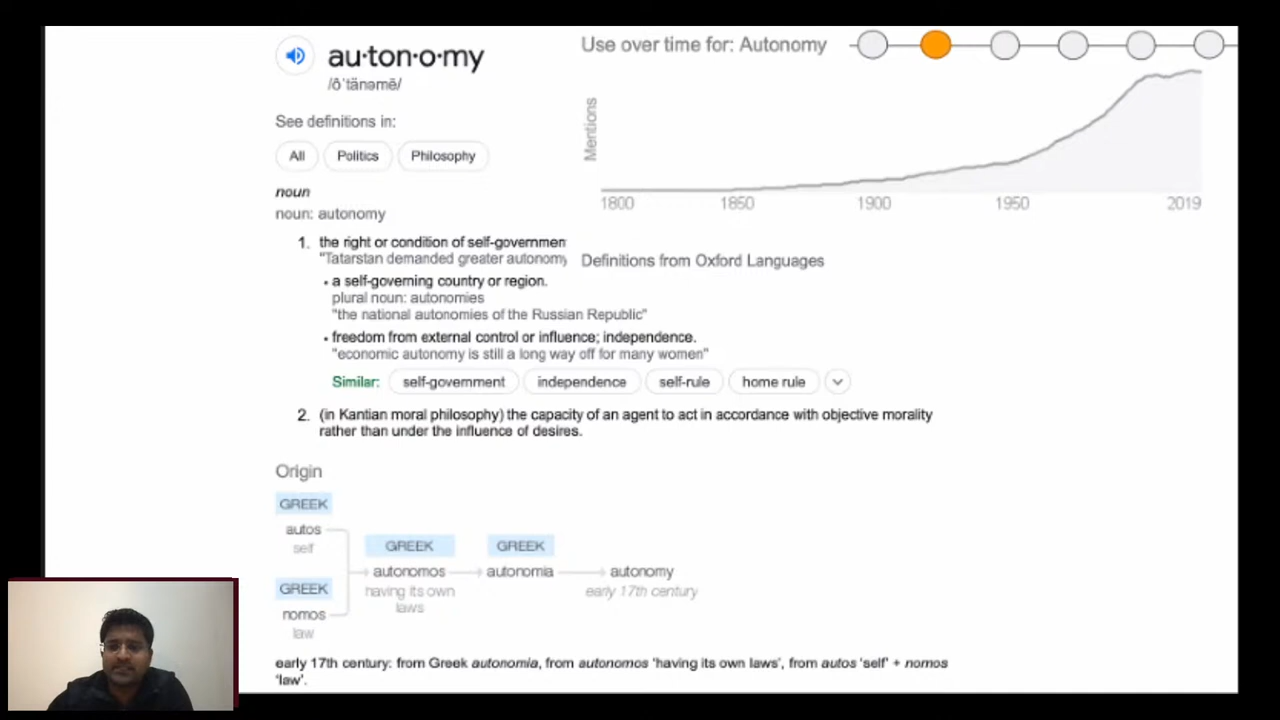 au·ton·o·my
/ôˈtänəmē/
See definitions in:
All
Politics
Philosophy
noun
noun: autonomy
Use over time for: Autonomy
Mentions
1800
1850
1900
1950
2019
1. the right or condition of self-governmen
"Tatarstan demanded greater autonomy
Definitions from Oxford Languages
• a self-governing country or region.
plural noun: autonomies
"the national autonomies of the Russian Republic"
• freedom from external control or influence; independence.
"economic autonomy is still a long way off for many women"
Similar:
self-government
independence
self-rule
home rule
2. (in Kantian moral philosophy) the capacity of an agent to act in accordance with objective morality
rather than under the influence of desires.
Origin
GREEK
autos
self
GREEK
nomos
law
GREEK
autonomos
having its own
laws
GREEK
autonomia
autonomy
early 17th century
early 17th century: from Greek autonomia, from autonomos ‘having its own laws’, from autos ‘self’ + nomos
‘law’.